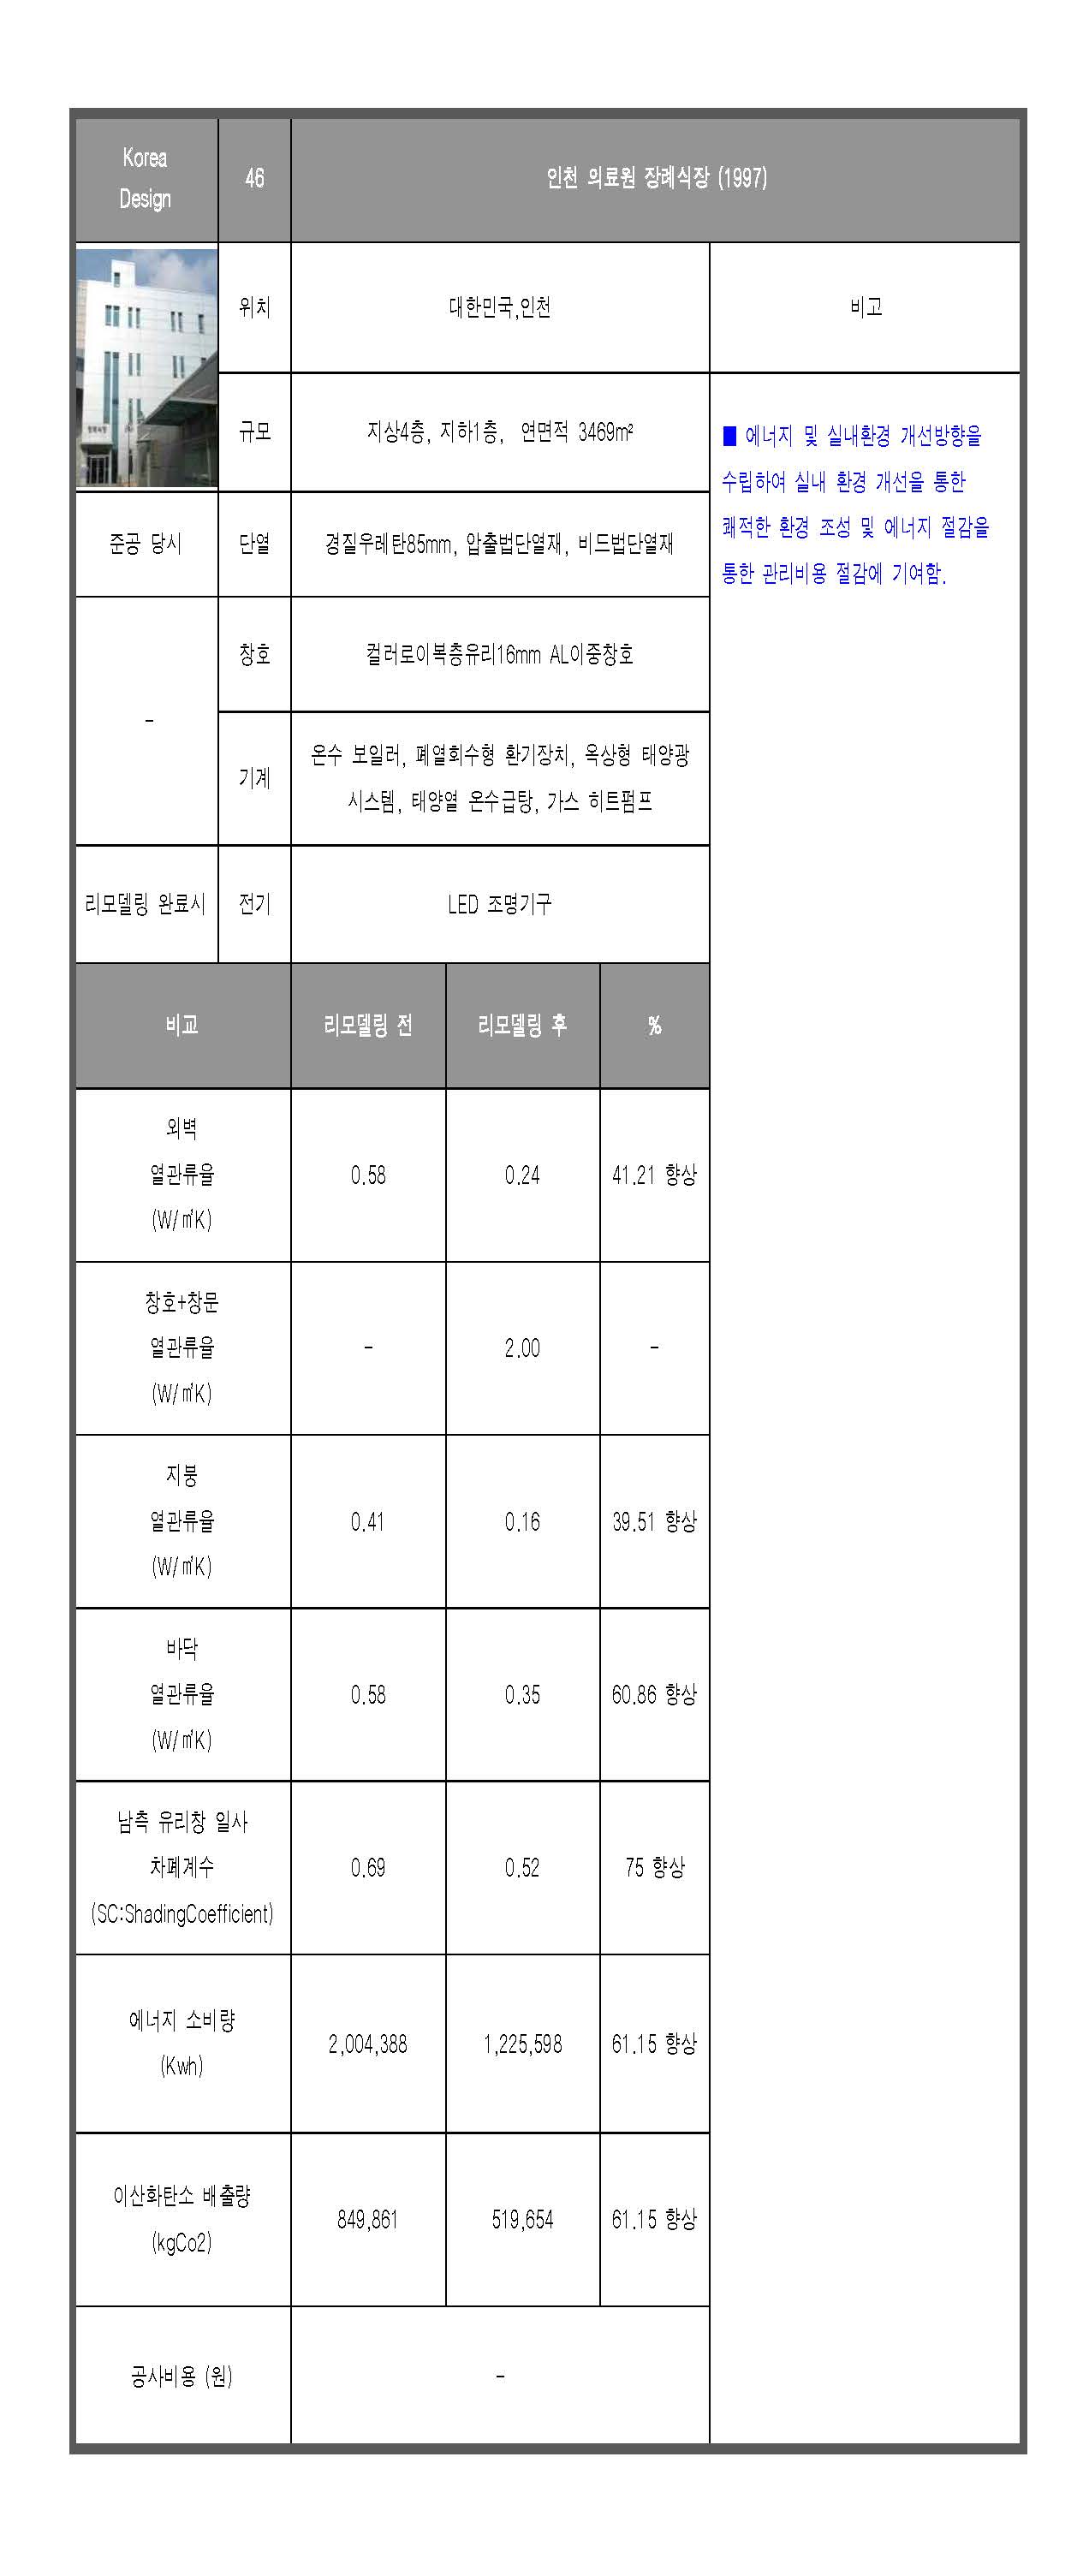 Korea
Design
46
인천 의료원 장례식장 (1997)
위치
대한민국,인천
비고
규모
지상4층, 지하1층, 연면적 3469m²
■ 에너지 및 실내환경 개선방향을
수립하여 실내 환경 개선을 통한
쾌적한 환경 조성 및 에너지 절감을
통한 관리비용 절감에 기여함.
준공 당시
단열
경질우레탄85mm, 압출법단열재, 비드법단열재
-
창호
컬러로이복층유리16mm AL이중창호
기계
온수 보일러, 폐열회수형 환기장치, 옥상형 태양광
시스템, 태양열 온수급탕, 가스 히트펌프
리모델링 완료시
전기
LED 조명기구
비교
리모델링 전
리모델링 후
%
외벽
열관류율
(W/㎡K)
0.58
0.24
41.21 향상
창호+창문
열관류율
(W/㎡K)
-
2.00
-
지붕
열관류율
(W/㎡K)
0.41
0.16
39.51 향상
바닥
열관류율
(W/㎡K)
0.58
0.35
60.86 향상
남측 유리창 일사
차폐계수
(SC:ShadingCoefficient)
0.69
0.52
75 향상
에너지 소비량
(Kwh)
2,004,388
1,225,598
61.15 향상
이산화탄소 배출량
(kgCo2)
849,861
519,654
61.15 향상
공사비용 (원)
-